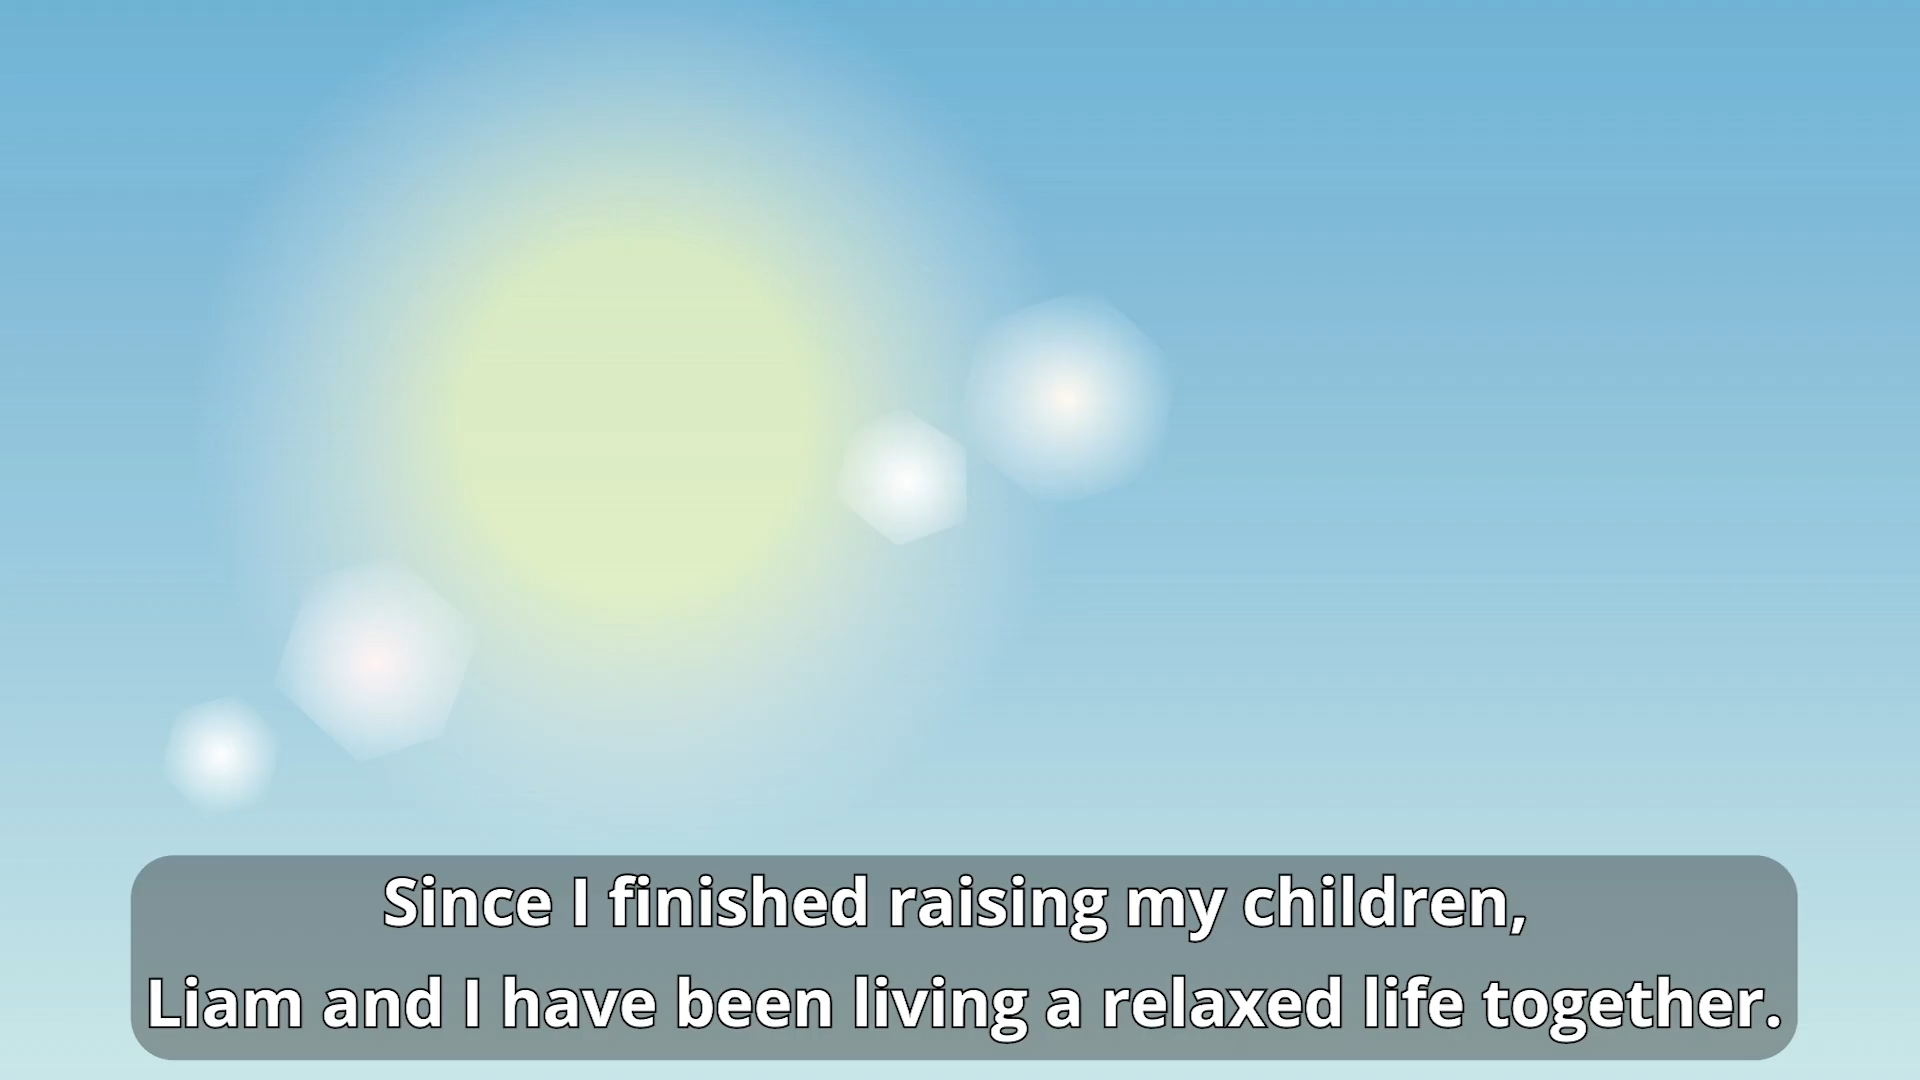 Since I finished raising my children,
Liam and I have been living a relaxed life together.